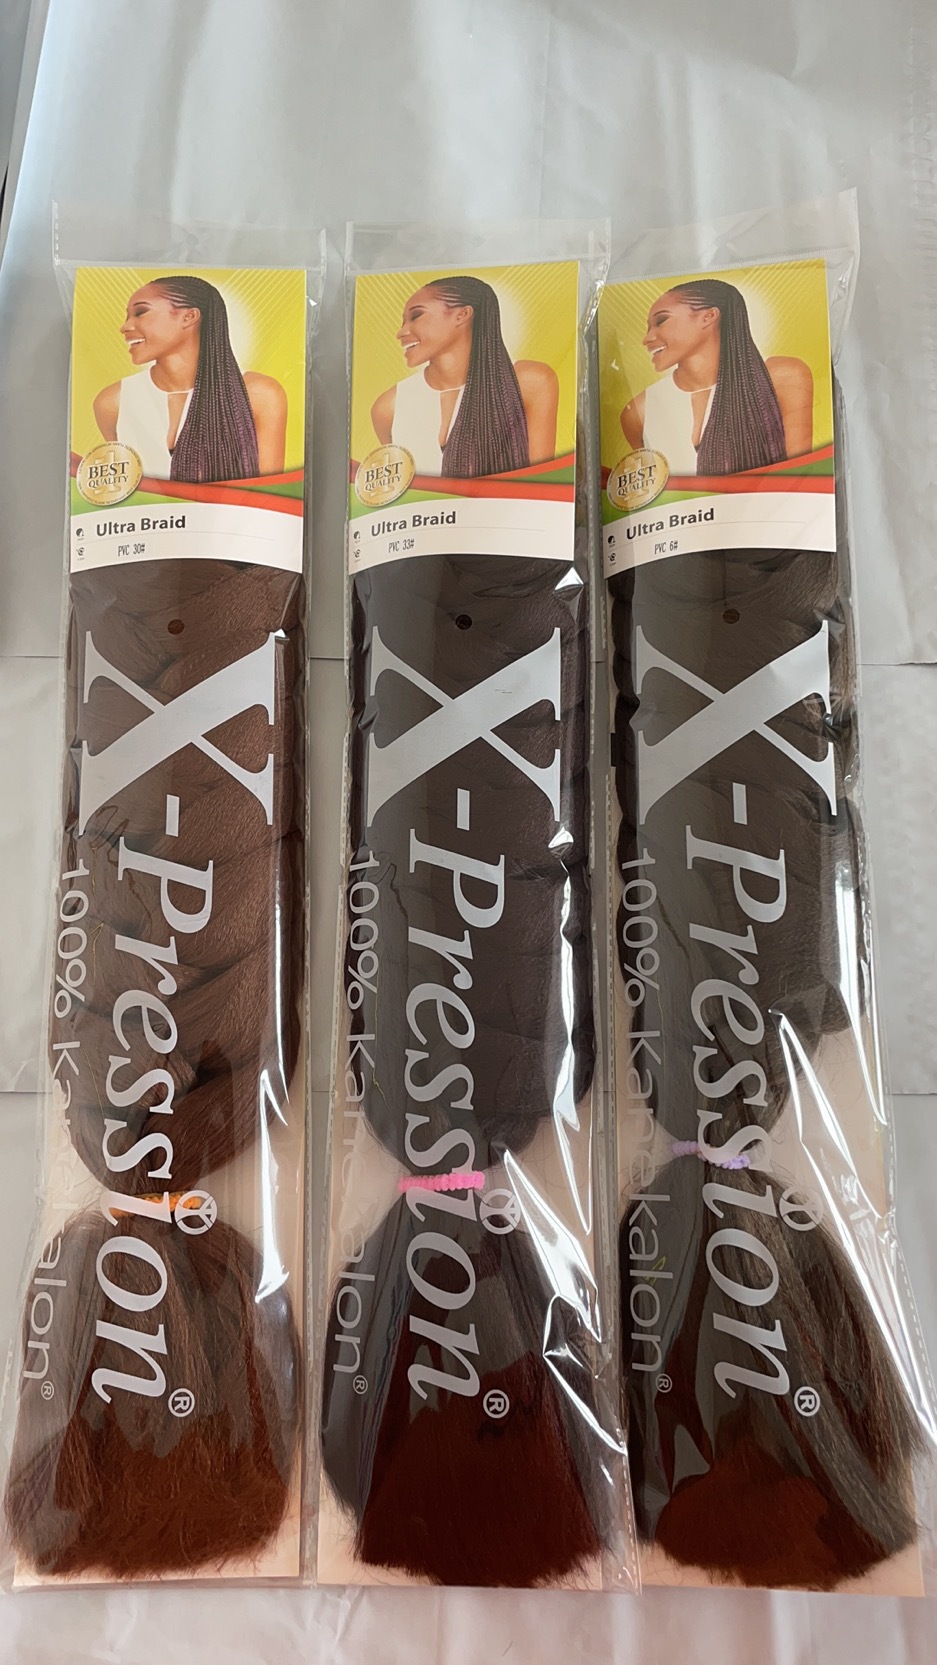 BEST
QUALITY
Ultra Braid
PVC 30#
X-Pression®
100% Kanekalon®
BEST
QUALITY
Ultra Braid
PVC 33#
X-Pression®
100% Kanekalon®
BEST
QUALITY
Ultra Braid
PVC 6#
X-Pression®
100% Kanekalon®